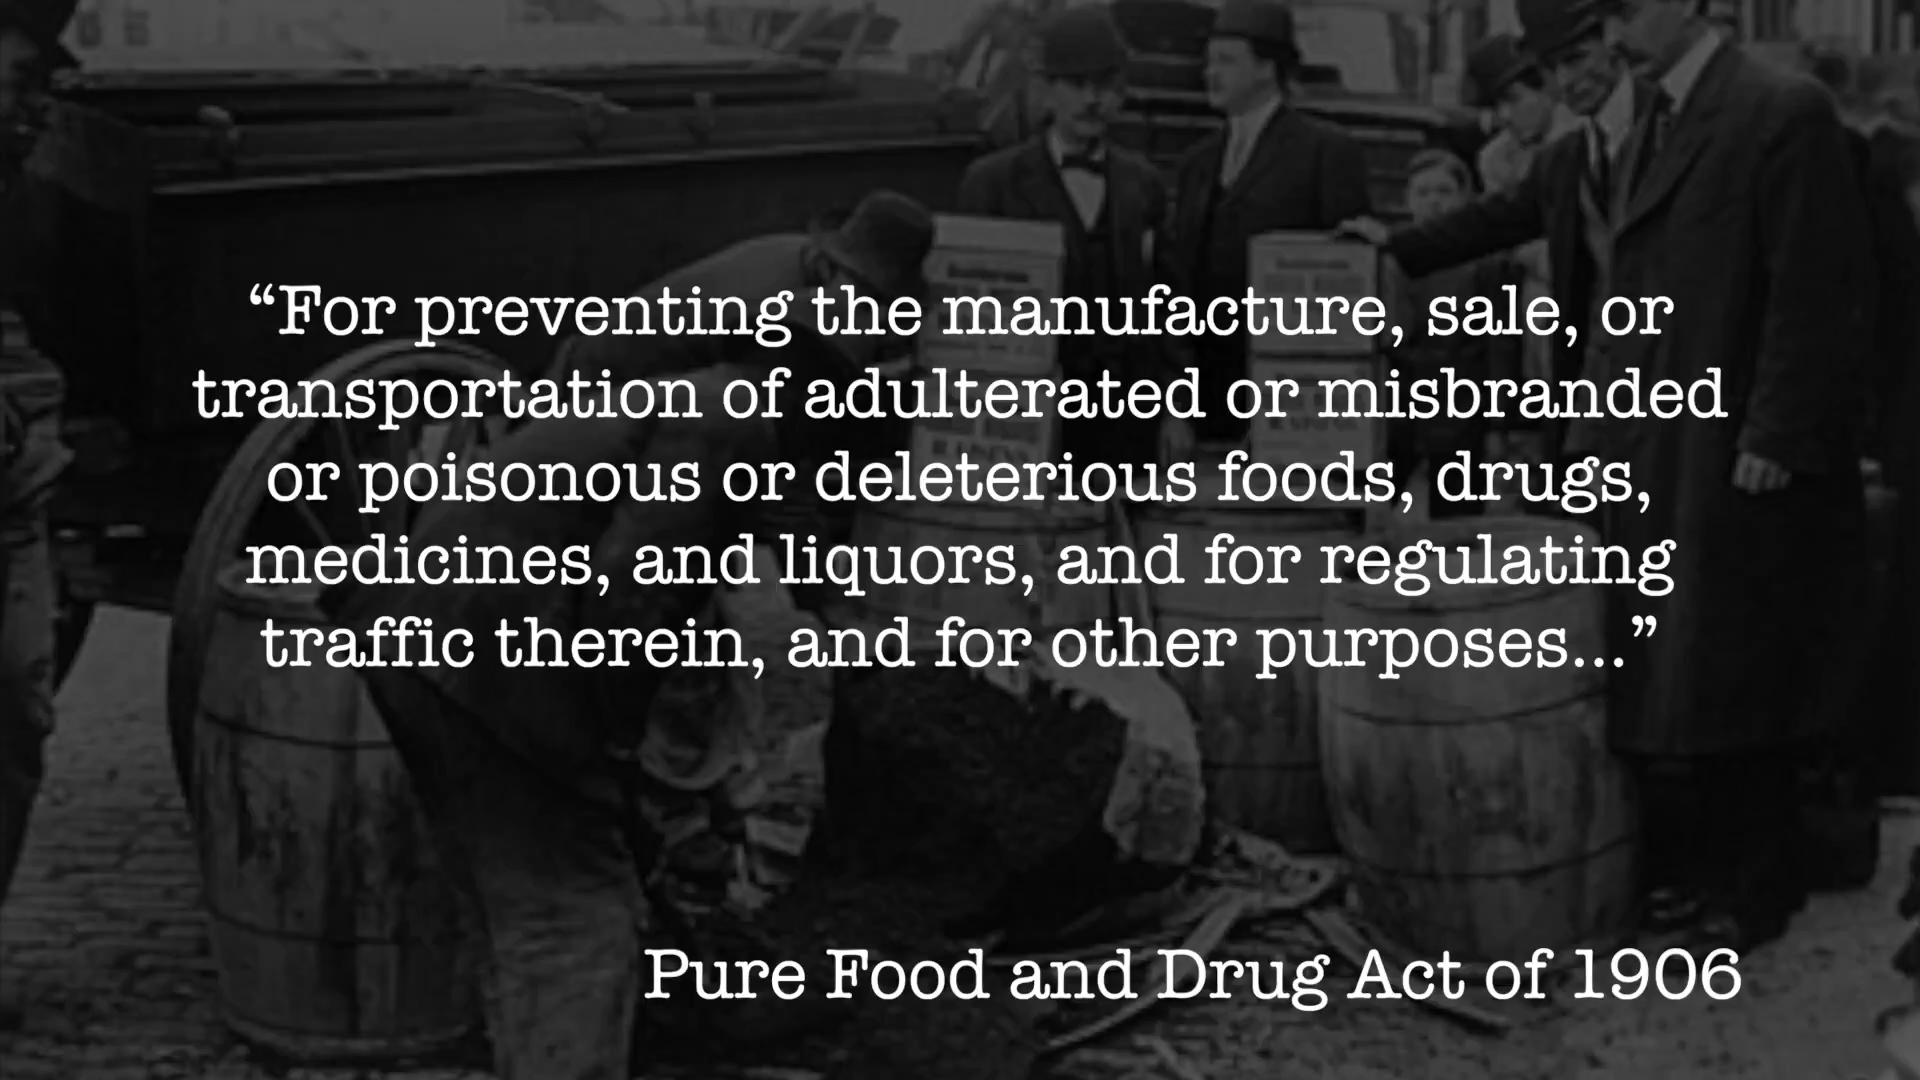 “For preventing the manufacture, sale, or
transportation of adulterated or misbranded
or poisonous or deleterious foods, drugs,
medicines, and liquors, and for regulating
traffic therein, and for other purposes...”
Pure Food and Drug Act of 1906